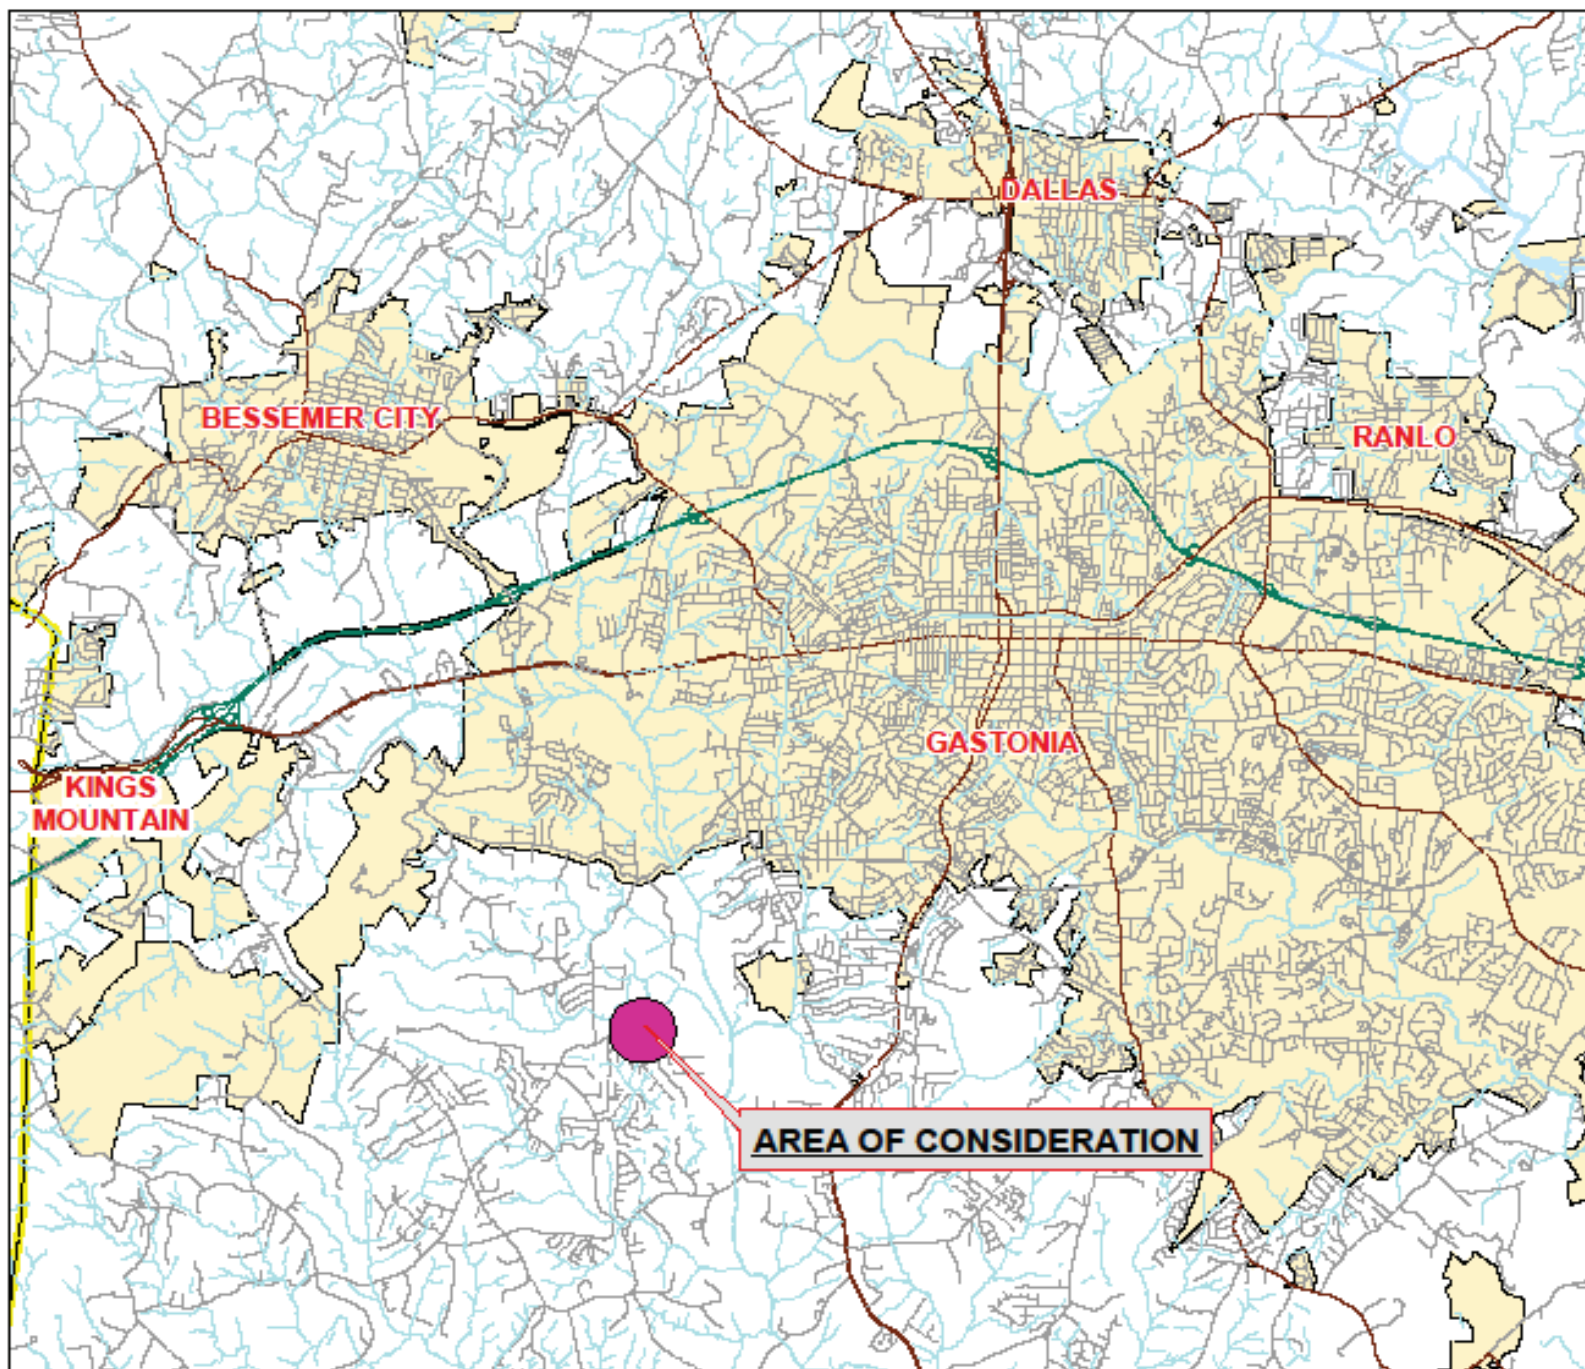 DALLAS
BESSEMER CITY
RANLO
GASTONIA
KINGS
MOUNTAIN
AREA OF CONSIDERATION